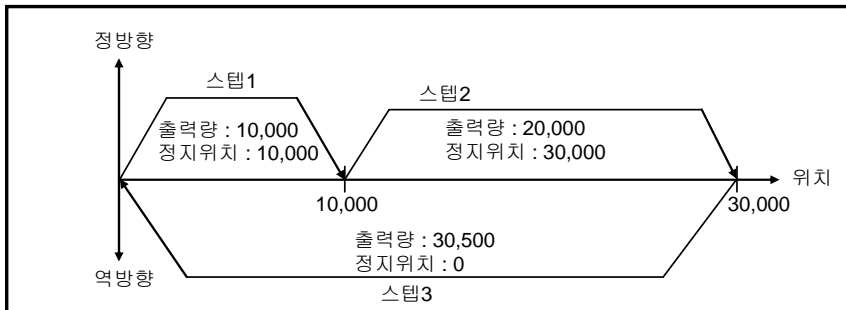 정방향
스텝1
스텝2
출력량 : 10,000
정지위치 : 10,000
출력량 : 20,000
정지위치 : 30,000
위치
10,000
30,000
출력량 : 30,500
정지위치 : 0
역방향
스텝3